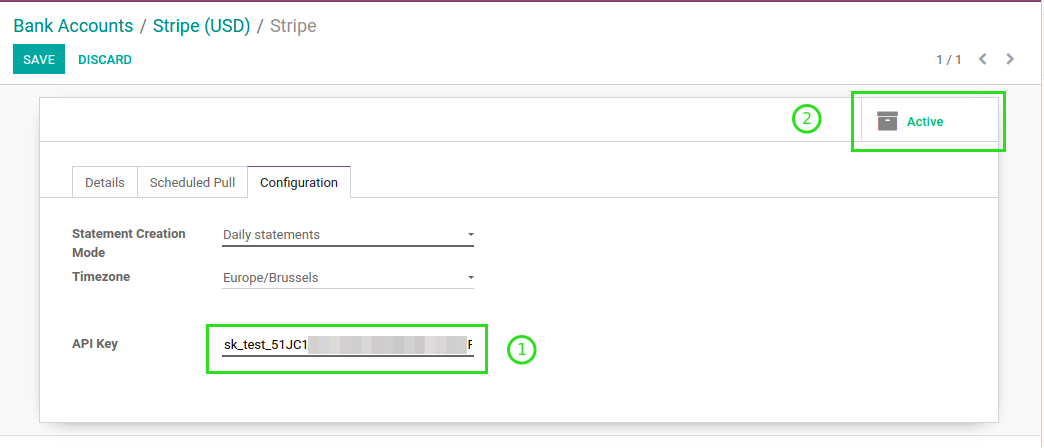 Bank Accounts / Stripe (USD) / Stripe
SAVE DISCARD 1 / 1
2 Active
Details Scheduled Pull Configuration
Statement Creation Mode Daily statements
Timezone Europe/Brussels
API Key sk_test_51JC1 1